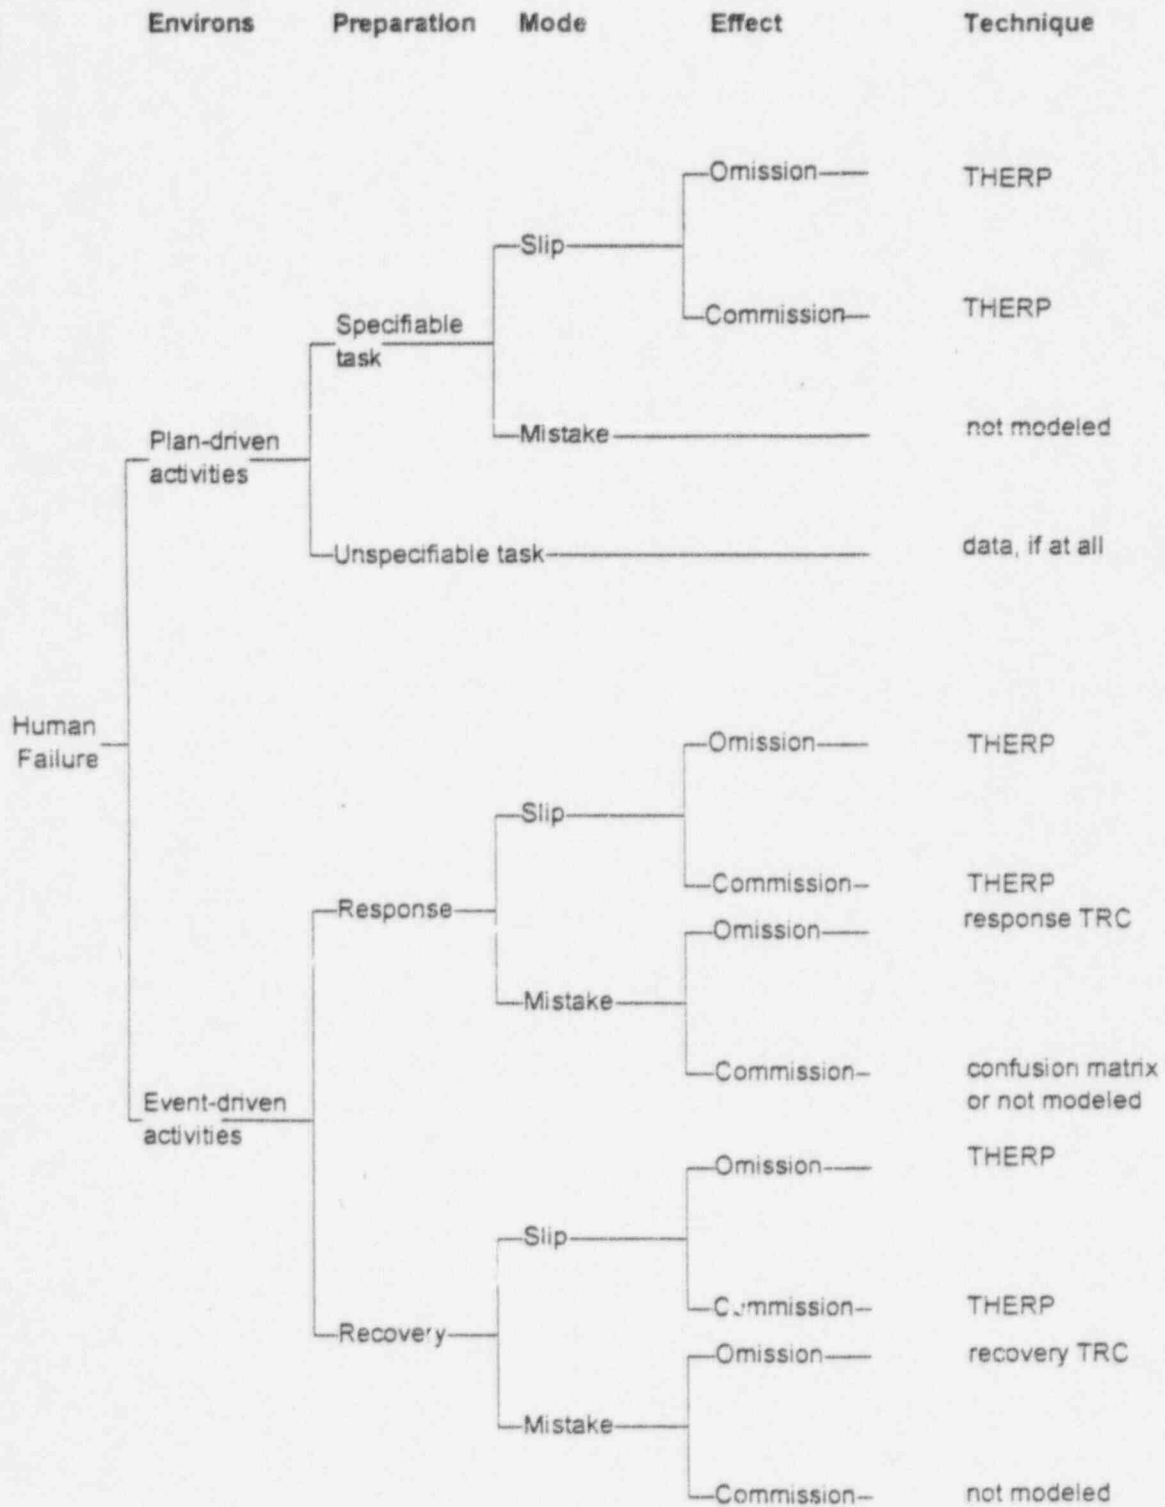 Environs Preparation Mode Effect Technique
Omission THERP
Slip
Commission THERP
Specifiable
task
Mistake not modeled
Plan-driven
activities
Unspecifiable task data, if at all
Human
Failure
Omission THERP
Slip
Commission THERP
Response
Omission response TRC
Mistake
Commission confusion matrix
or not modeled
Event-driven
activities
Omission THERP
Slip
Commission THERP
Recovery
Omission recovery TRC
Mistake
Commission not modeled